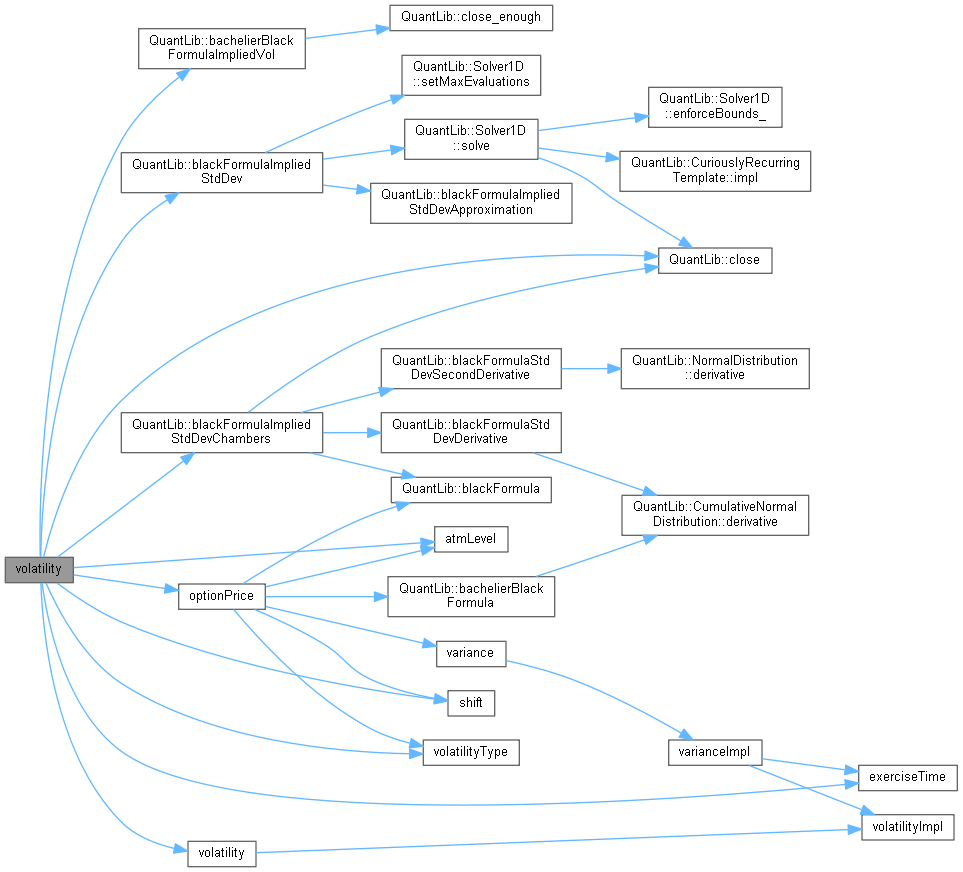 QuantLib::close_enough
QuantLib::bachelierBlack
FormulaImpliedVol
QuantLib::Solver1D
::setMaxEvaluations
QuantLib::Solver1D
::enforceBounds_
QuantLib::Solver1D
::solve
QuantLib::CuriouslyRecurring
Template::impl
QuantLib::blackFormulaImplied
StdDev
QuantLib::blackFormulaImplied
StdDevApproximation
QuantLib::close
QuantLib::blackFormulaStd
DevSecondDerivative
QuantLib::NormalDistribution
::derivative
QuantLib::blackFormulaImplied
StdDevChambers
QuantLib::blackFormulaStd
DevDerivative
QuantLib::blackFormula
QuantLib::CumulativeNormal
Distribution::derivative
atmLevel
volatility
optionPrice
QuantLib::bachelierBlack
Formula
variance
shift
volatilityType
varianceImpl
exerciseTime
volatilityImpl
volatility